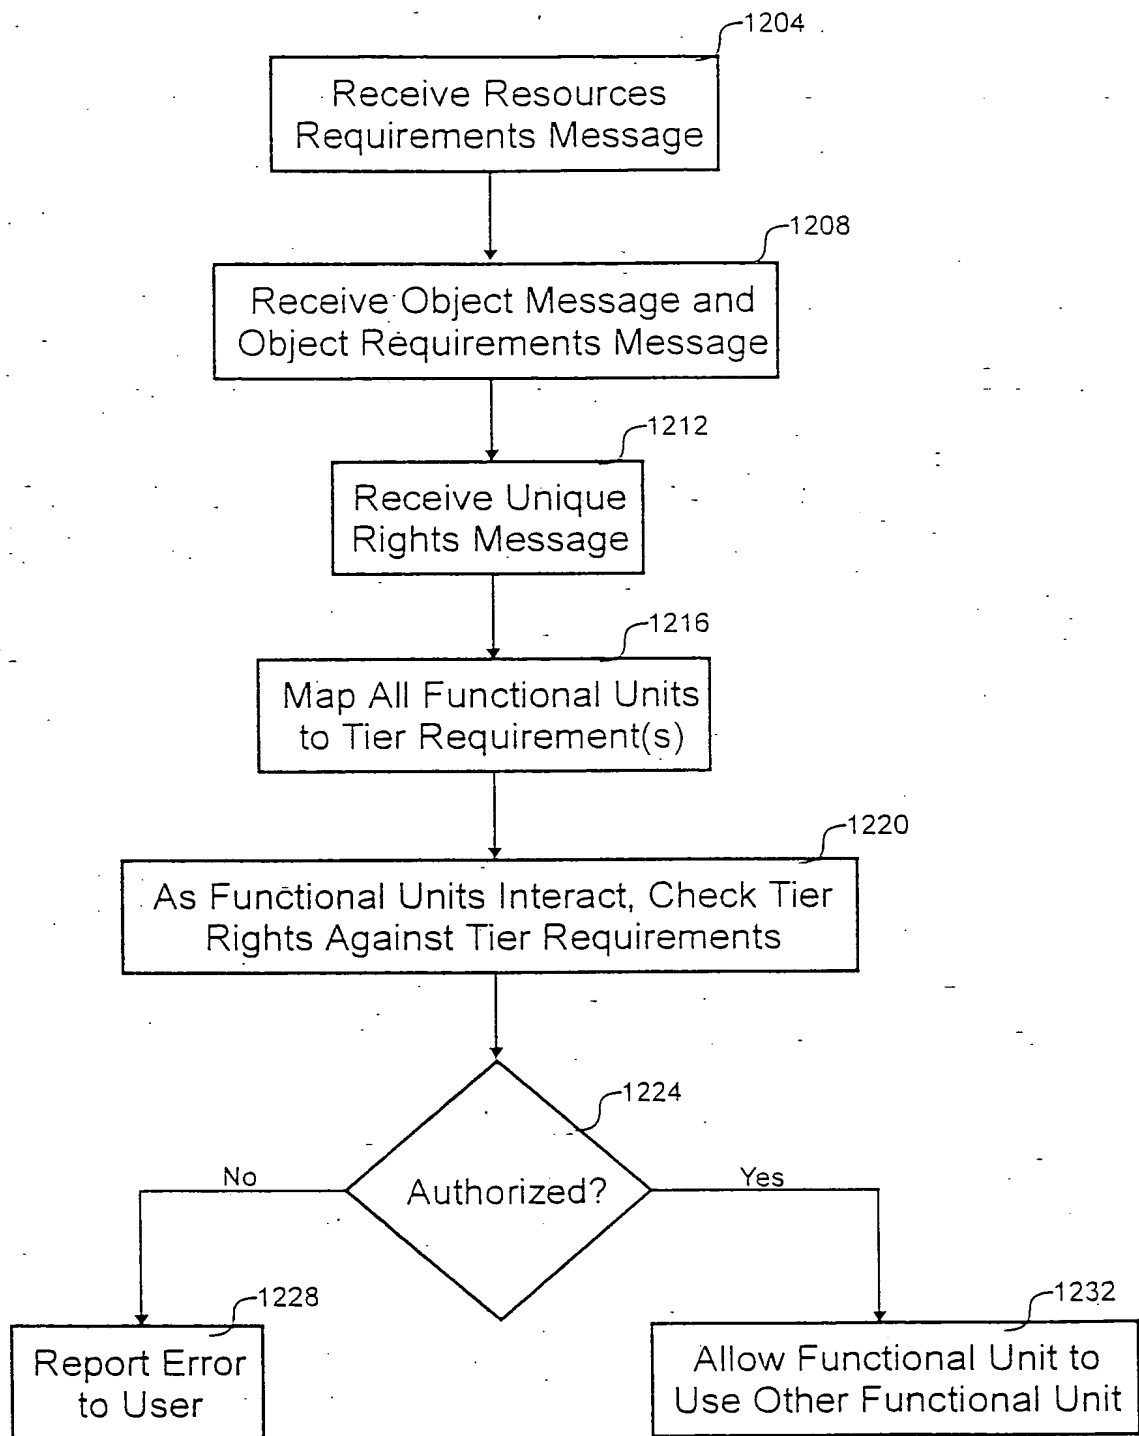 1204
Receive Resources
Requirements Message
1208
Receive Object Message and
Object Requirements Message
1212
Receive Unique
Rights Message
1216
Map All Functional Units
to Tier Requirement(s)
1220
As Functional Units Interact, Check Tier
Rights Against Tier Requirements
1224
Authorized?
No
Yes
1228
Report Error
to User
1232
Allow Functional Unit to
Use Other Functional Unit